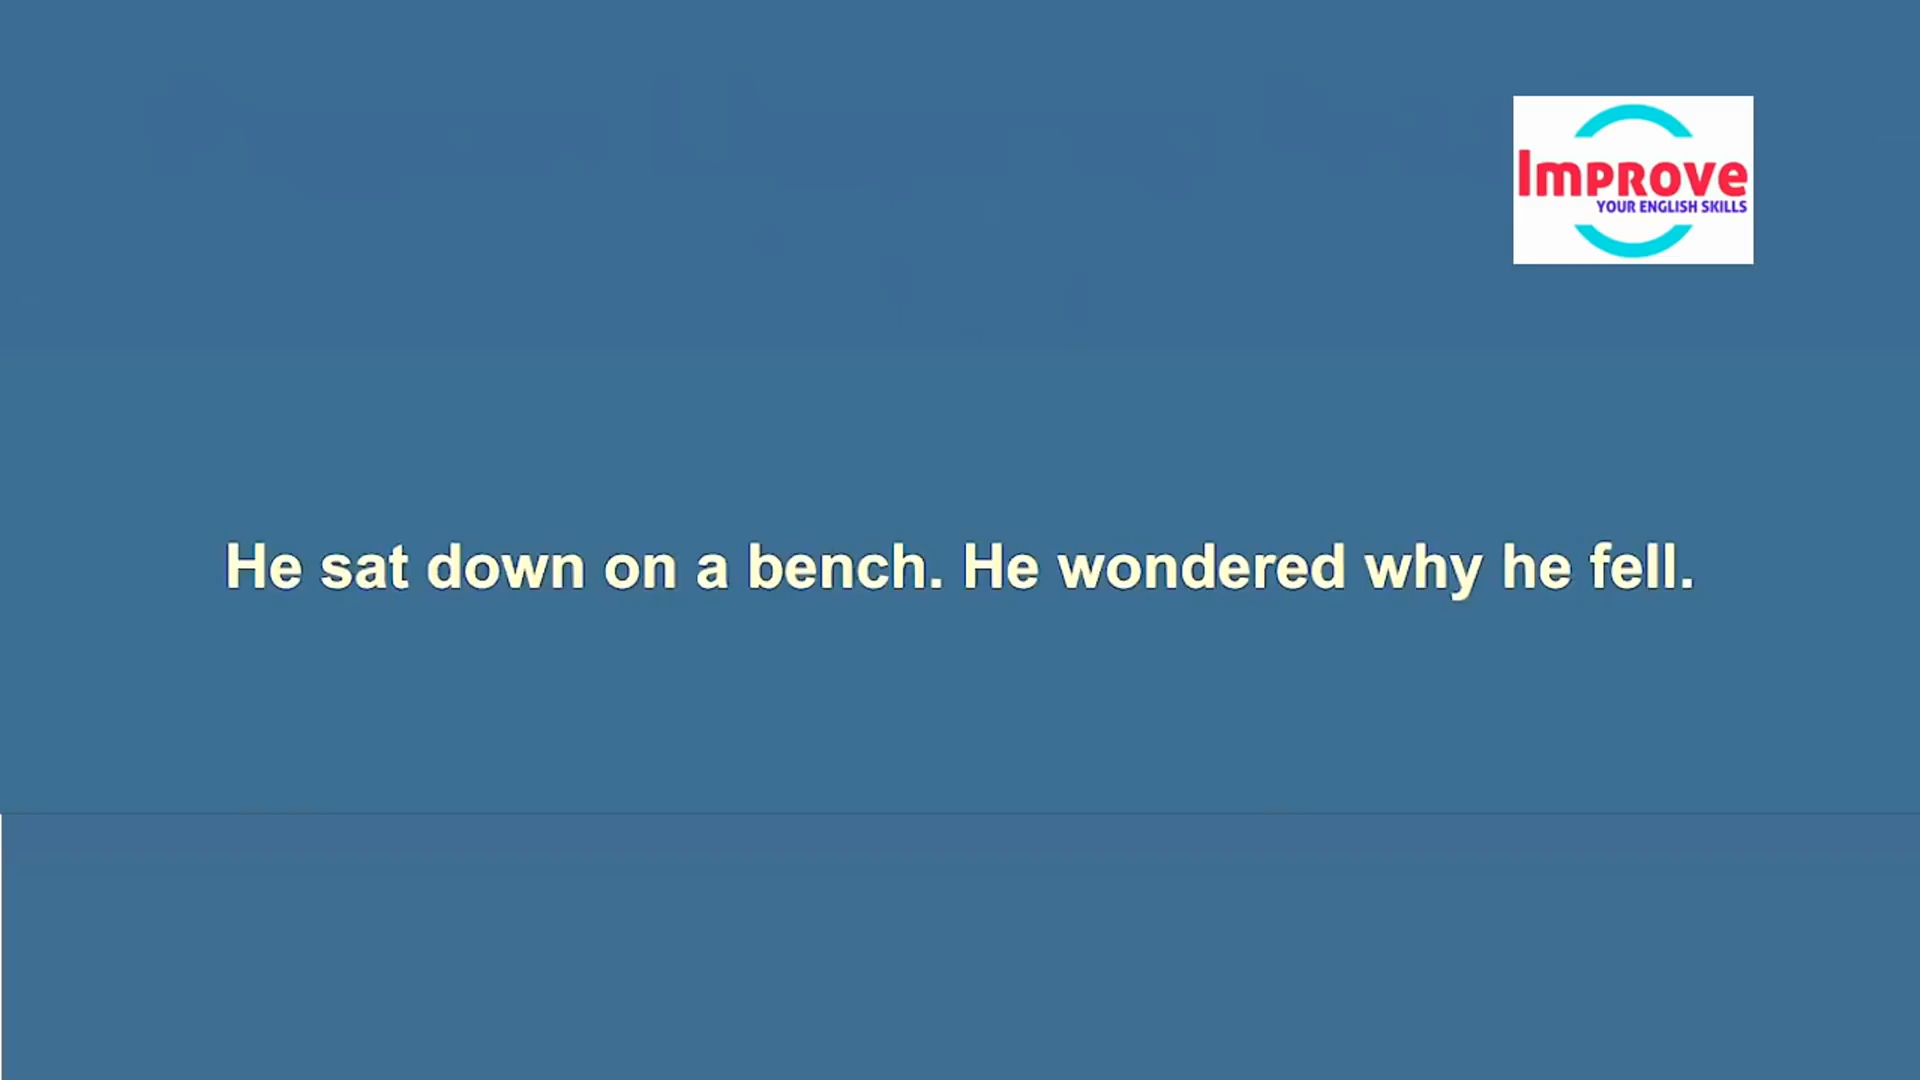 Improve
YOUR ENGLISH SKILLS
He sat down on a bench. He wondered why he fell.